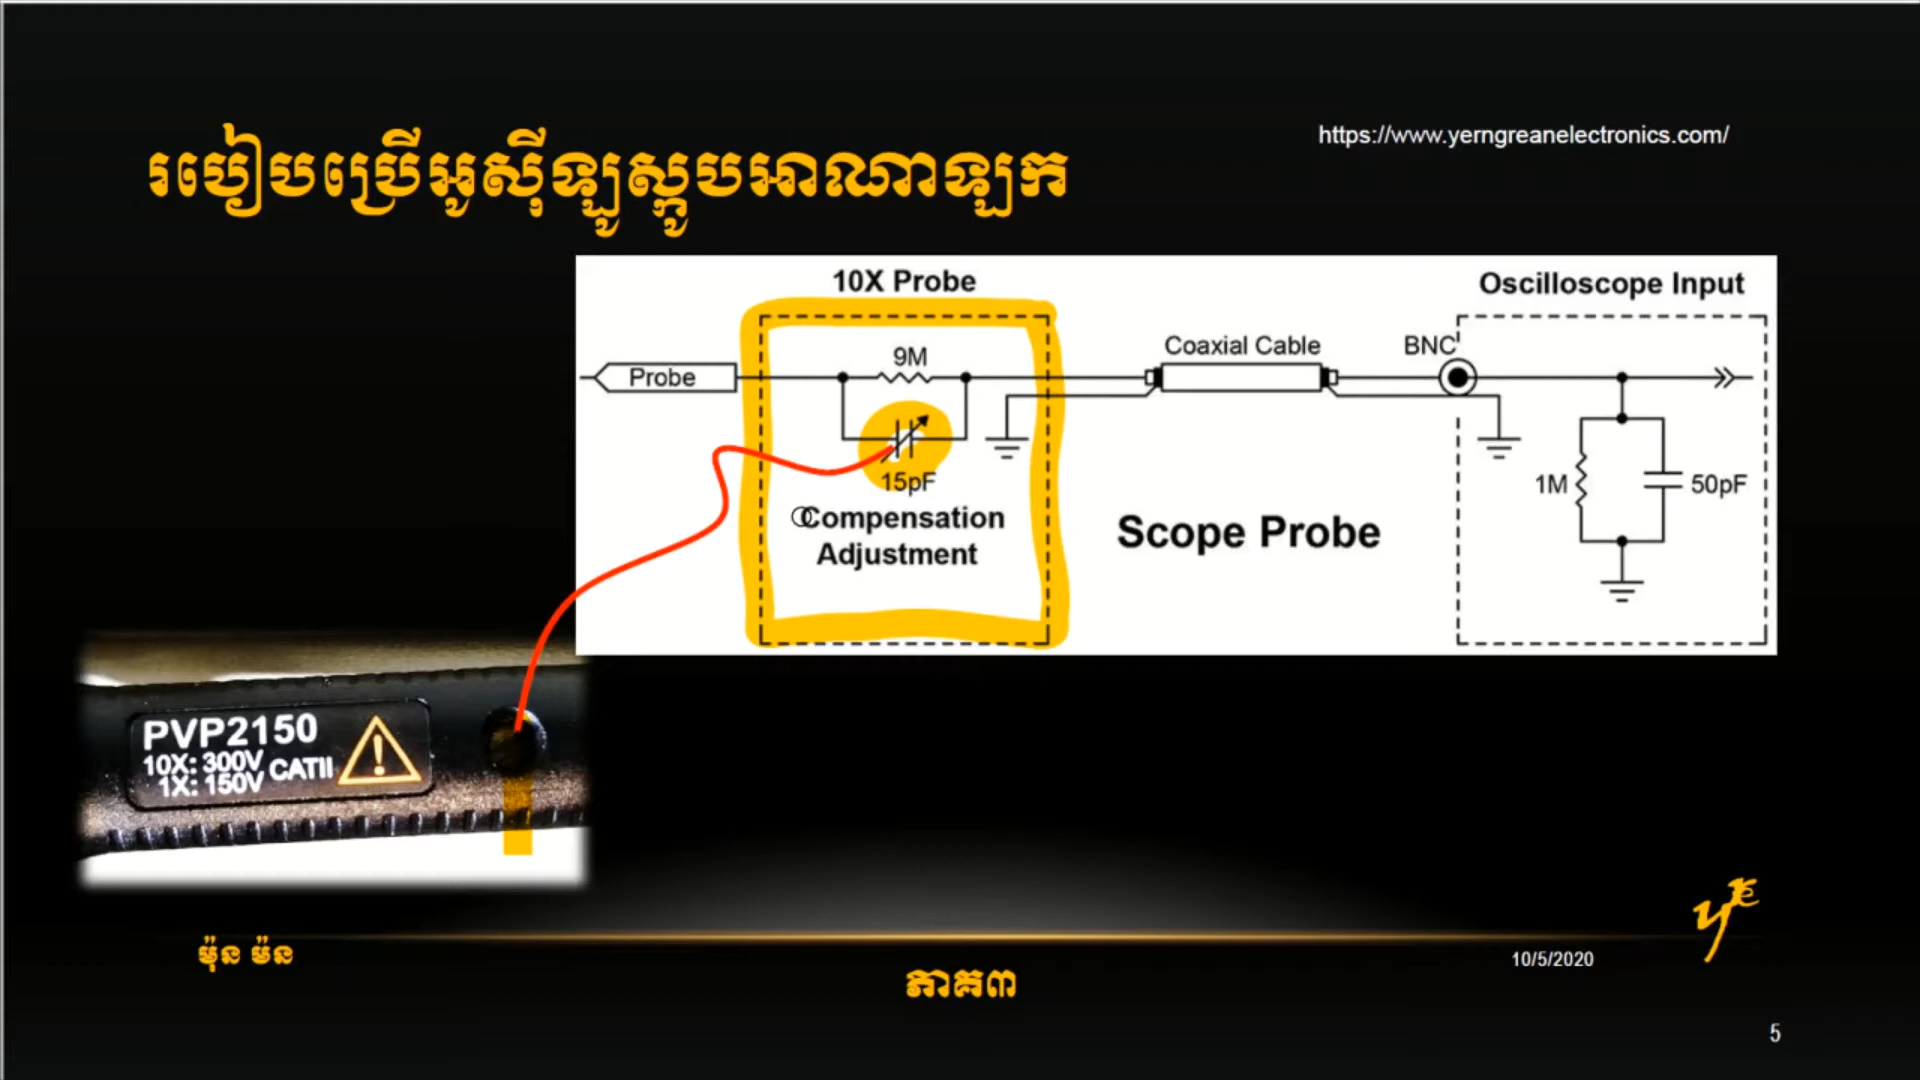 https://www.yerngreanelectronics.com/
របៀបប្រើអូស៊ីឡូស្កូបអាណាឡូក
10X Probe
Oscilloscope Input
Probe
9M
Coaxial Cable
BNC
15pF
1M
50pF
Compensation
Adjustment
Scope Probe
PVP2150
10X: 300V
1X: 150V
CATII
ម៉ុន ម៉ន
ភាគ៣
10/5/2020
5